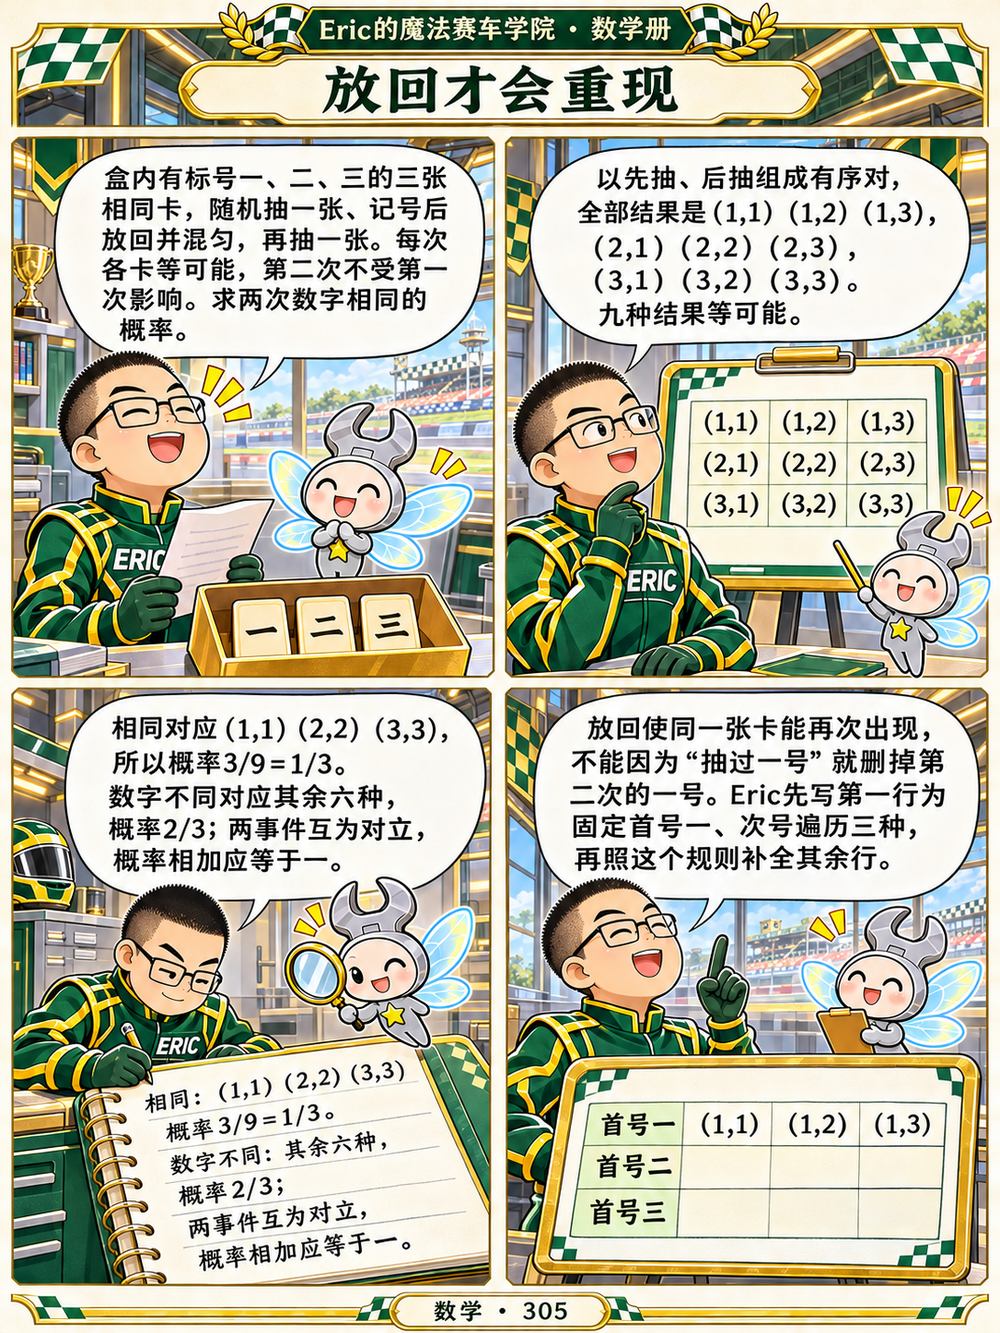 Eric的魔法赛车学院 · 数学册
放回才会重现
盒内有标号一、二、三的三张
相同卡，随机抽一张、记号后
放回并混匀，再抽一张。每次
各卡等可能，第二次不受第一
次影响。求两次数字相同的
概率。
ERIC
一 二 三
以先抽、后抽组成有序对，
全部结果是(1,1) (1,2) (1,3)，
(2,1) (2,2) (2,3)，
(3,1) (3,2) (3,3)。
九种结果等可能。
(1,1) (1,2) (1,3)
(2,1) (2,2) (2,3)
(3,1) (3,2) (3,3)
ERIC
相同对应(1,1) (2,2) (3,3)，
所以概率3/9=1/3。
数字不同对应其余六种，
概率2/3；两事件互为对立，
概率相加应等于一。
ERIC
相同：(1,1) (2,2) (3,3)
概率3/9=1/3。
数字不同：其余六种，
概率2/3；
两事件互为对立，
概率相加应等于一。
放回使同一张卡能再次出现，
不能因为“抽过一号”就删掉第
二次的一号。Eric先写第一行为
固定首号一、次号遍历三种，
再照这个规则补全其余行。
首号一 (1,1) (1,2) (1,3)
首号二
首号三
数学 · 305